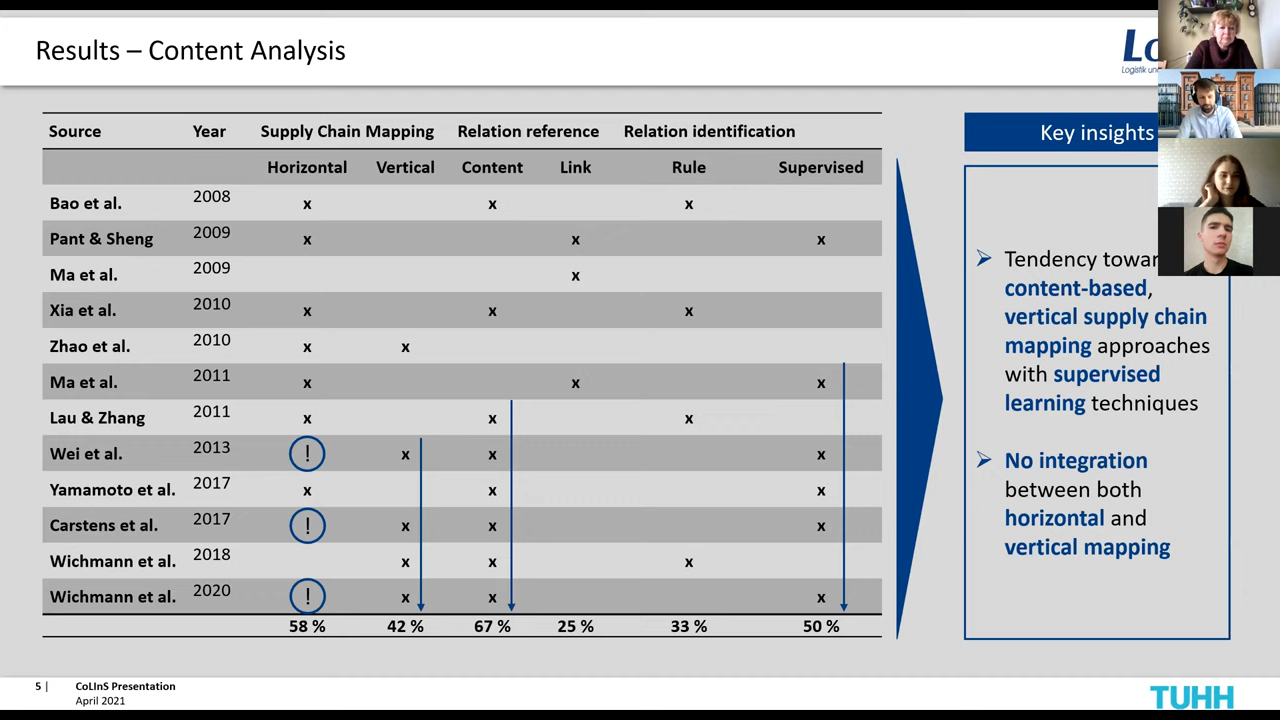 Results – Content Analysis
Logistik
Source Year Supply Chain Mapping Relation reference Relation identification
Horizontal Vertical Content Link Rule Supervised
Bao et al. 2008 x x x
Pant & Sheng 2009 x x x
Ma et al. 2009 x
Xia et al. 2010 x x x
Zhao et al. 2010 x x
Ma et al. 2011 x x x
Lau & Zhang 2011 x x x
Wei et al. 2013 ! x x x
Yamamoto et al. 2017 x x x
Carstens et al. 2017 ! x x x
Wichmann et al. 2018 x x x
Wichmann et al. 2020 ! x x x
58 % 42 % 67 % 25 % 33 % 50 %
Key insights
Tendency
content-based,
vertical supply chain
mapping approaches
with supervised
learning techniques
No integration
between both
horizontal and
vertical mapping
5 | CoLInS Presentation
April 2021
TUHH